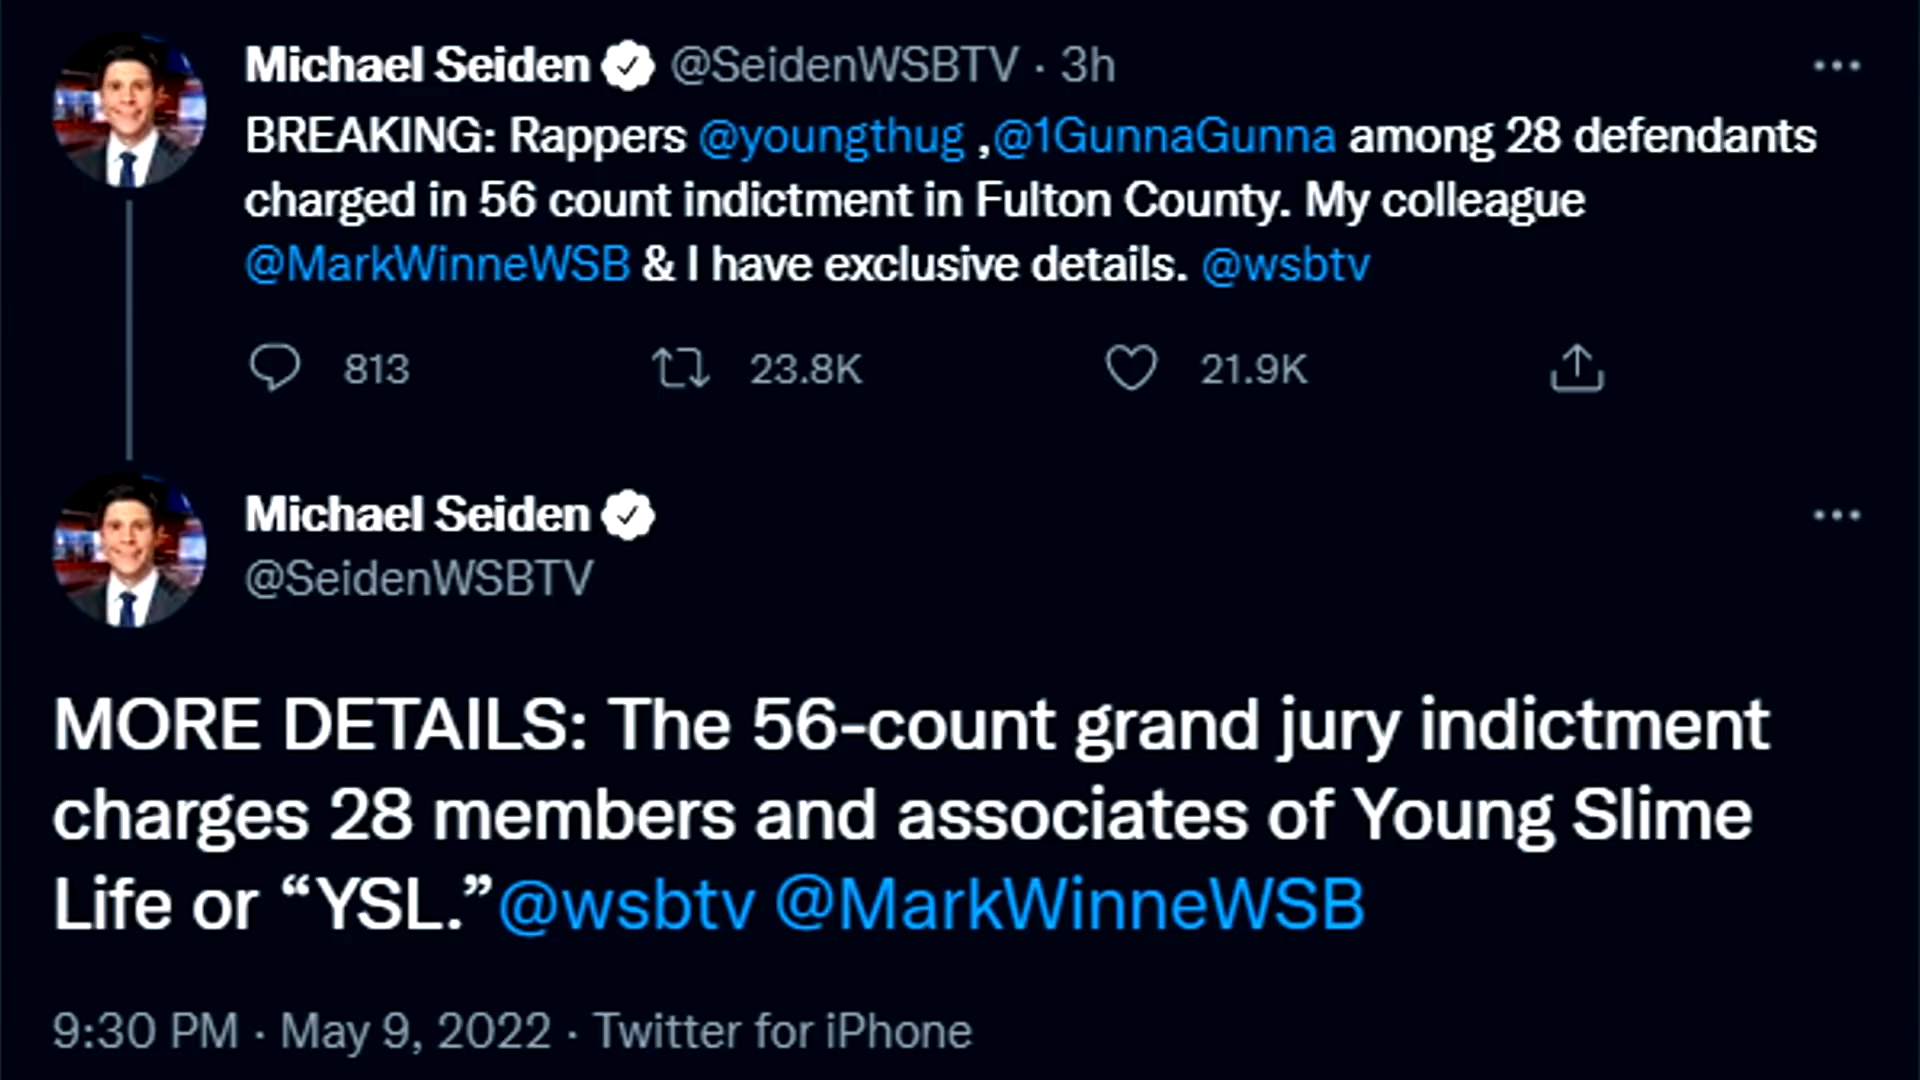 Michael Seiden @SeidenWSBTV · 3h
BREAKING: Rappers @youngthug ,@1GunnaGunna among 28 defendants
charged in 56 count indictment in Fulton County. My colleague
@MarkWinneWSB & I have exclusive details. @wsbtv
813 23.8K 21.9K
Michael Seiden
@SeidenWSBTV
MORE DETAILS: The 56-count grand jury indictment
charges 28 members and associates of Young Slime
Life or “YSL.”@wsbtv @MarkWinneWSB
9:30 PM · May 9, 2022 · Twitter for iPhone